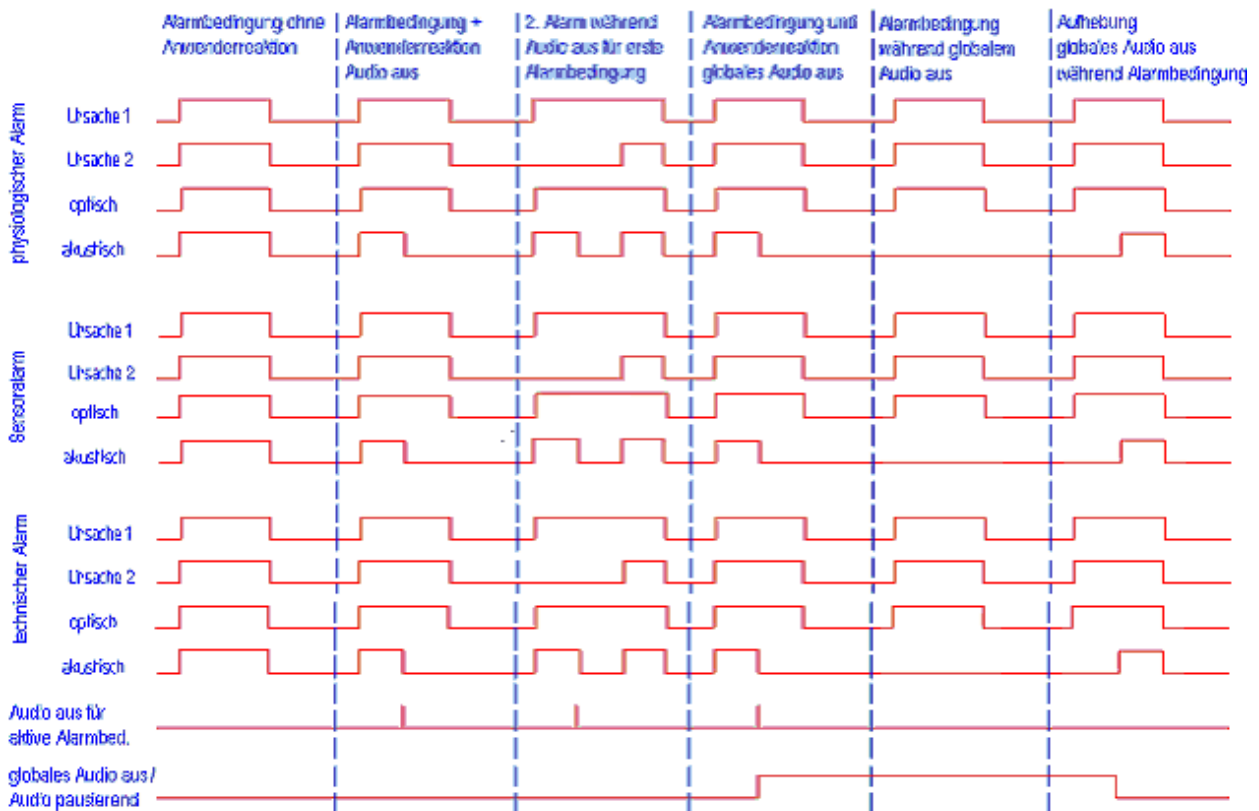 Alarmbedingung ohne
Anwenderreaktion
Alarmbedingung +
Anwenderreaktion
Audio aus
2. Alarm während
Audio aus für erste
Alarmbedingung
Alarmbedingung und
Anwenderreaktion
globales Audio aus
Alarmbedingung
während globalem
Audio aus
Aufhebung
globales Audio aus
während Alarmbedingung
physiologischer Alarm
Ursache 1
Ursache 2
optisch
akustisch
Sensoralarm
Ursache 1
Ursache 2
optisch
akustisch
technischer Alarm
Ursache 1
Ursache 2
optisch
akustisch
Audio aus für
aktive Alarmbed.
globales Audio aus/
Audio pausierend